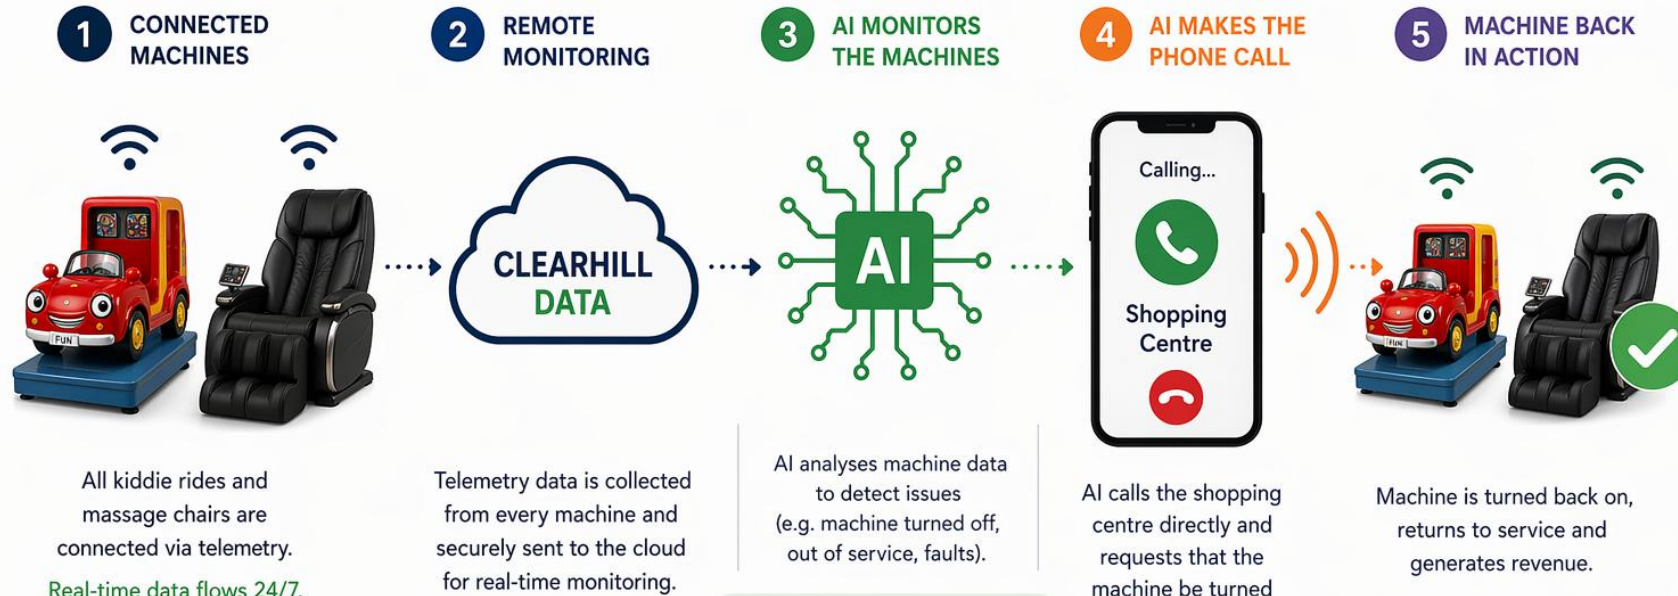 1 CONNECTED
MACHINES
2 REMOTE
MONITORING
3 AI MONITORS
THE MACHINES
4 AI MAKES THE
PHONE CALL
5 MACHINE BACK
IN ACTION
FUN
CLEARHILL
DATA
AI
Calling...
Shopping
Centre
FUN
All kiddie rides and
massage chairs are
connected via telemetry.
Real-time data flows 24/7.
Telemetry data is collected
from every machine and
securely sent to the cloud
for real-time monitoring.
AI analyses machine data
to detect issues
(e.g. machine turned off,
out of service, faults).
AI calls the shopping
centre directly and
requests that the
machine be turned
Machine is turned back on,
returns to service and
generates revenue.